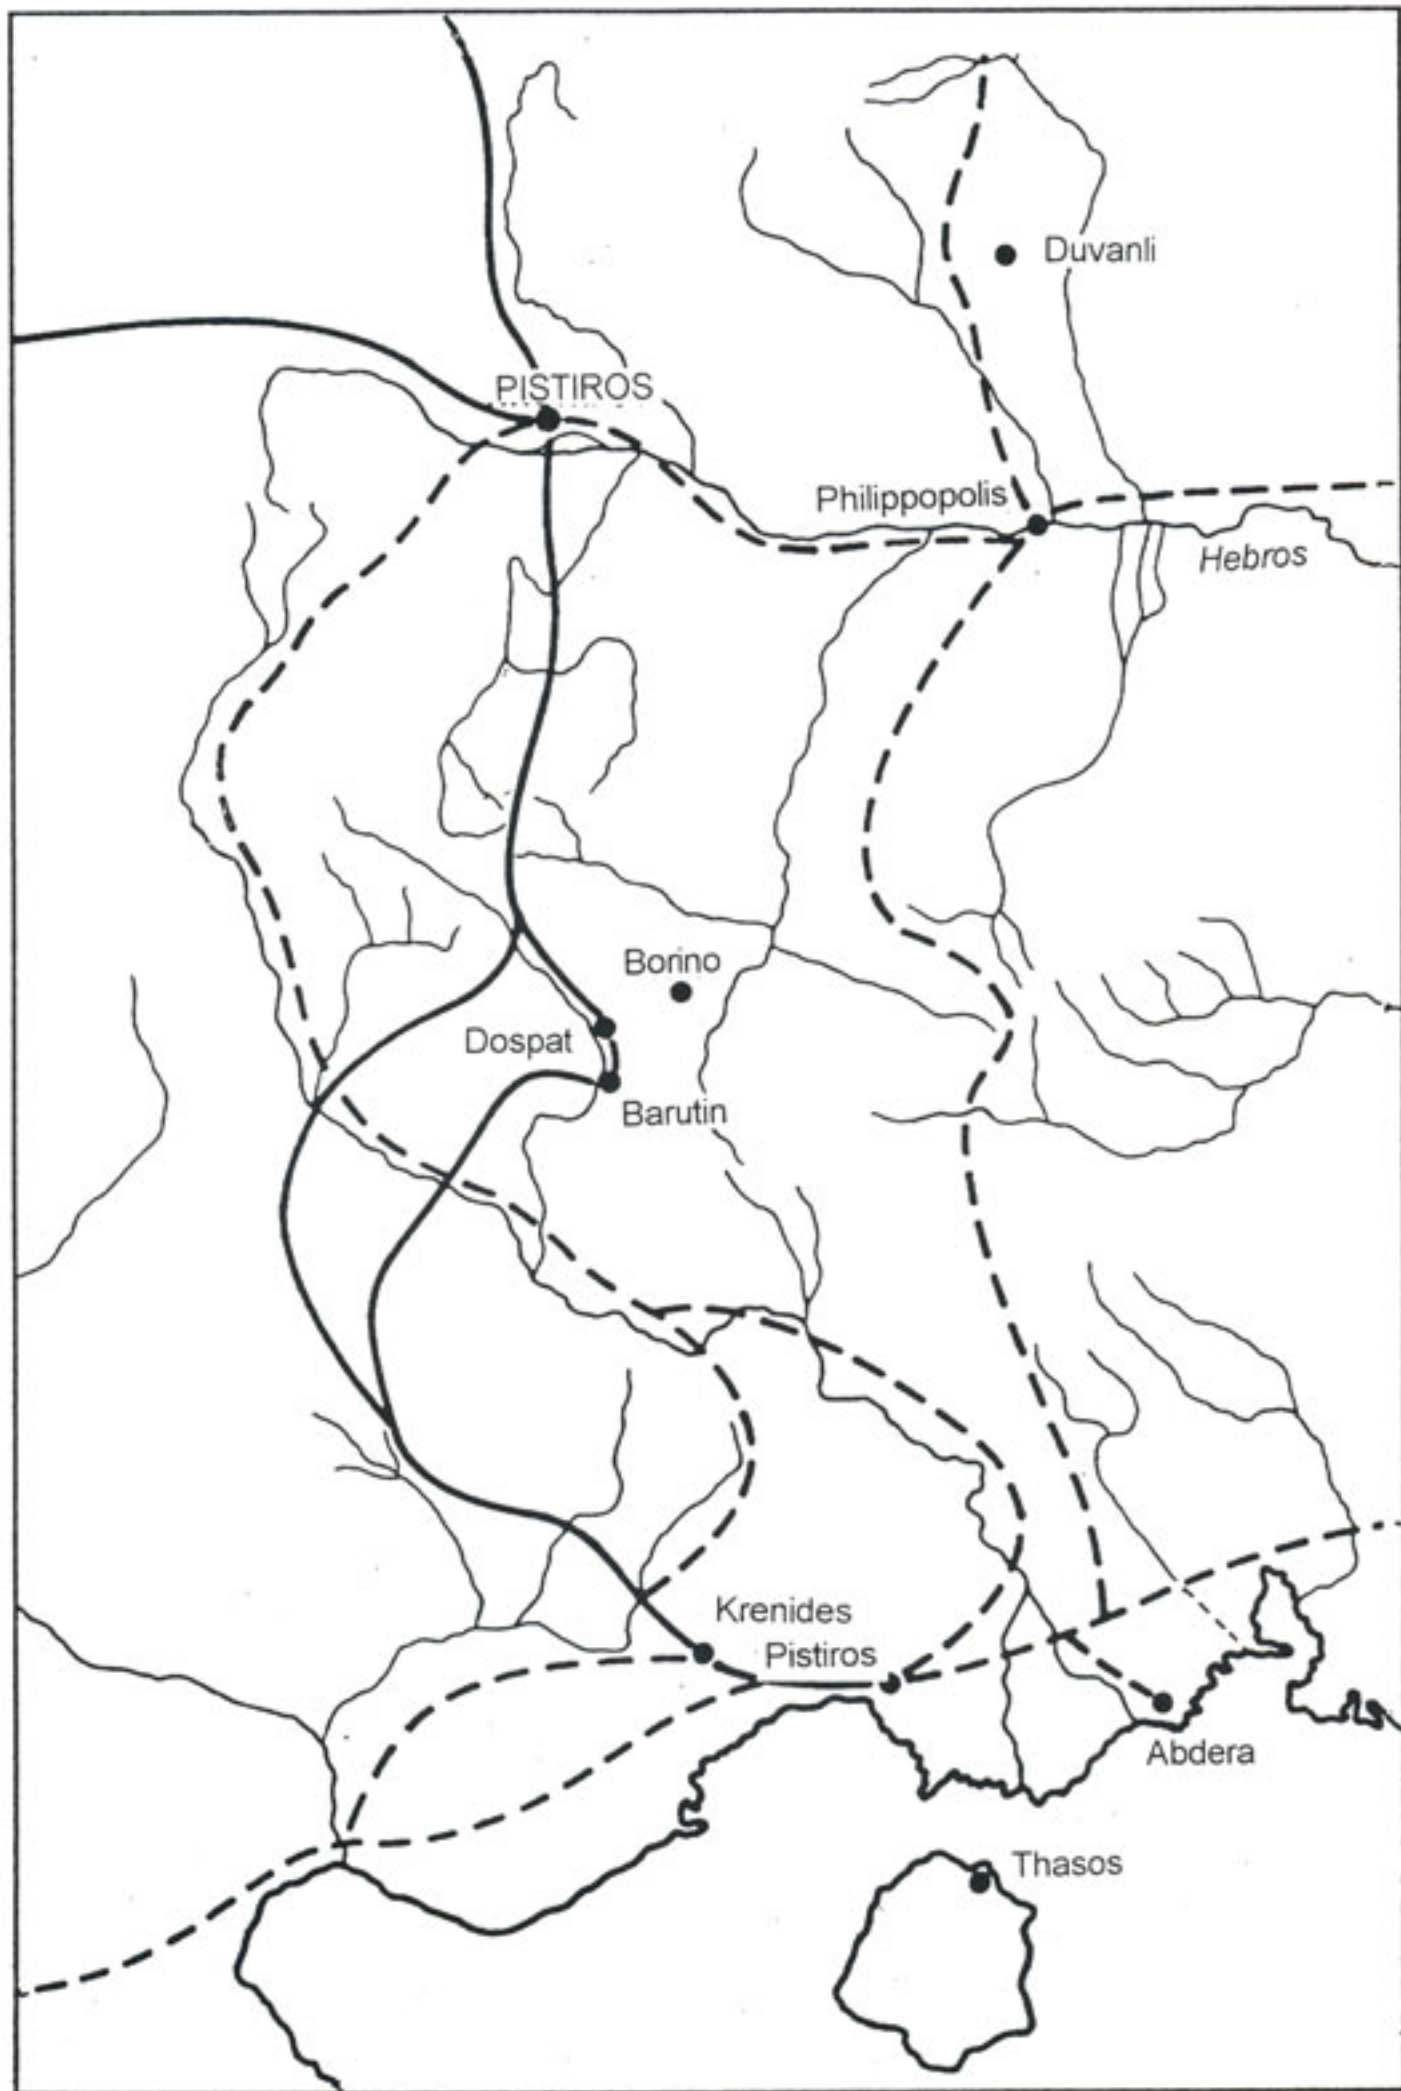 Duvanli
PISTIROS
Philippopolis
Hebros
Borino
Dospat
Barutin
Krenides
Pistiros
Abdera
Thasos